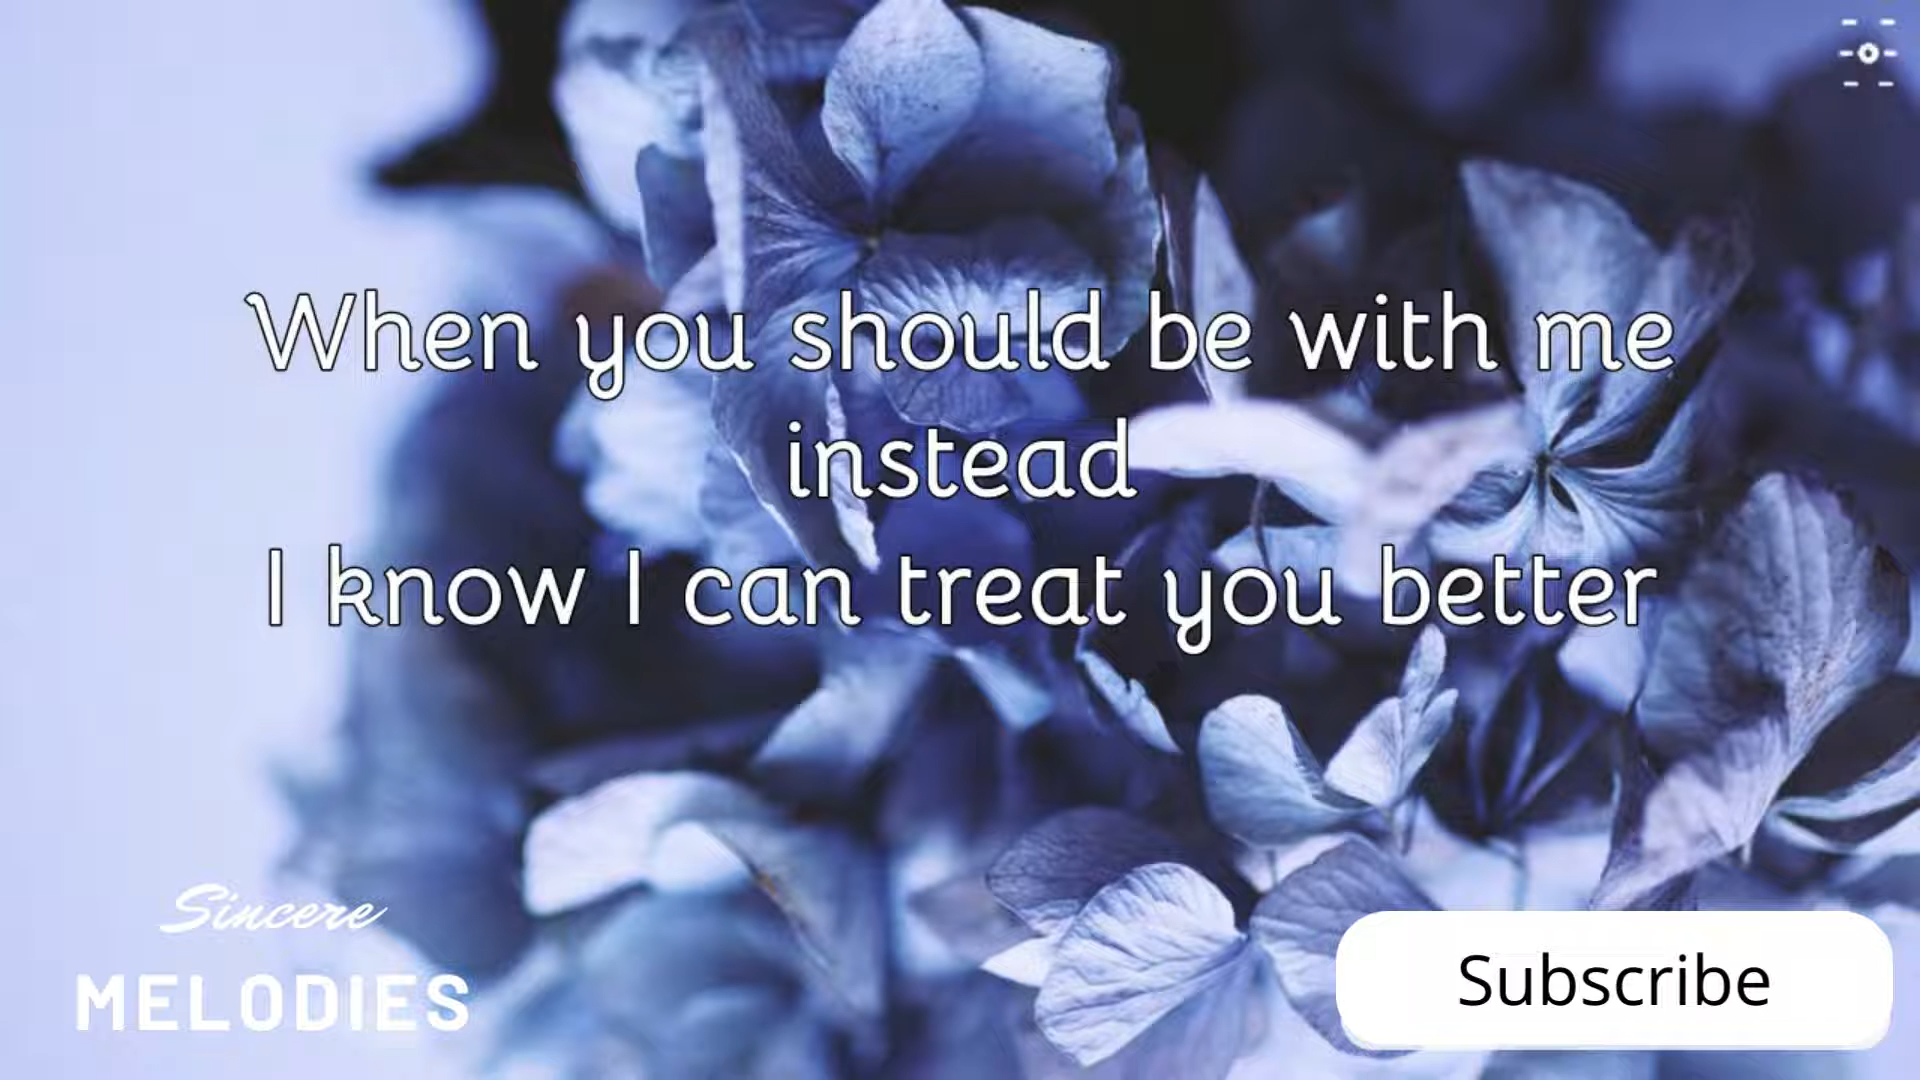 When you should be with me
instead
I know I can treat you better
Sincere
MELODIES
Subscribe